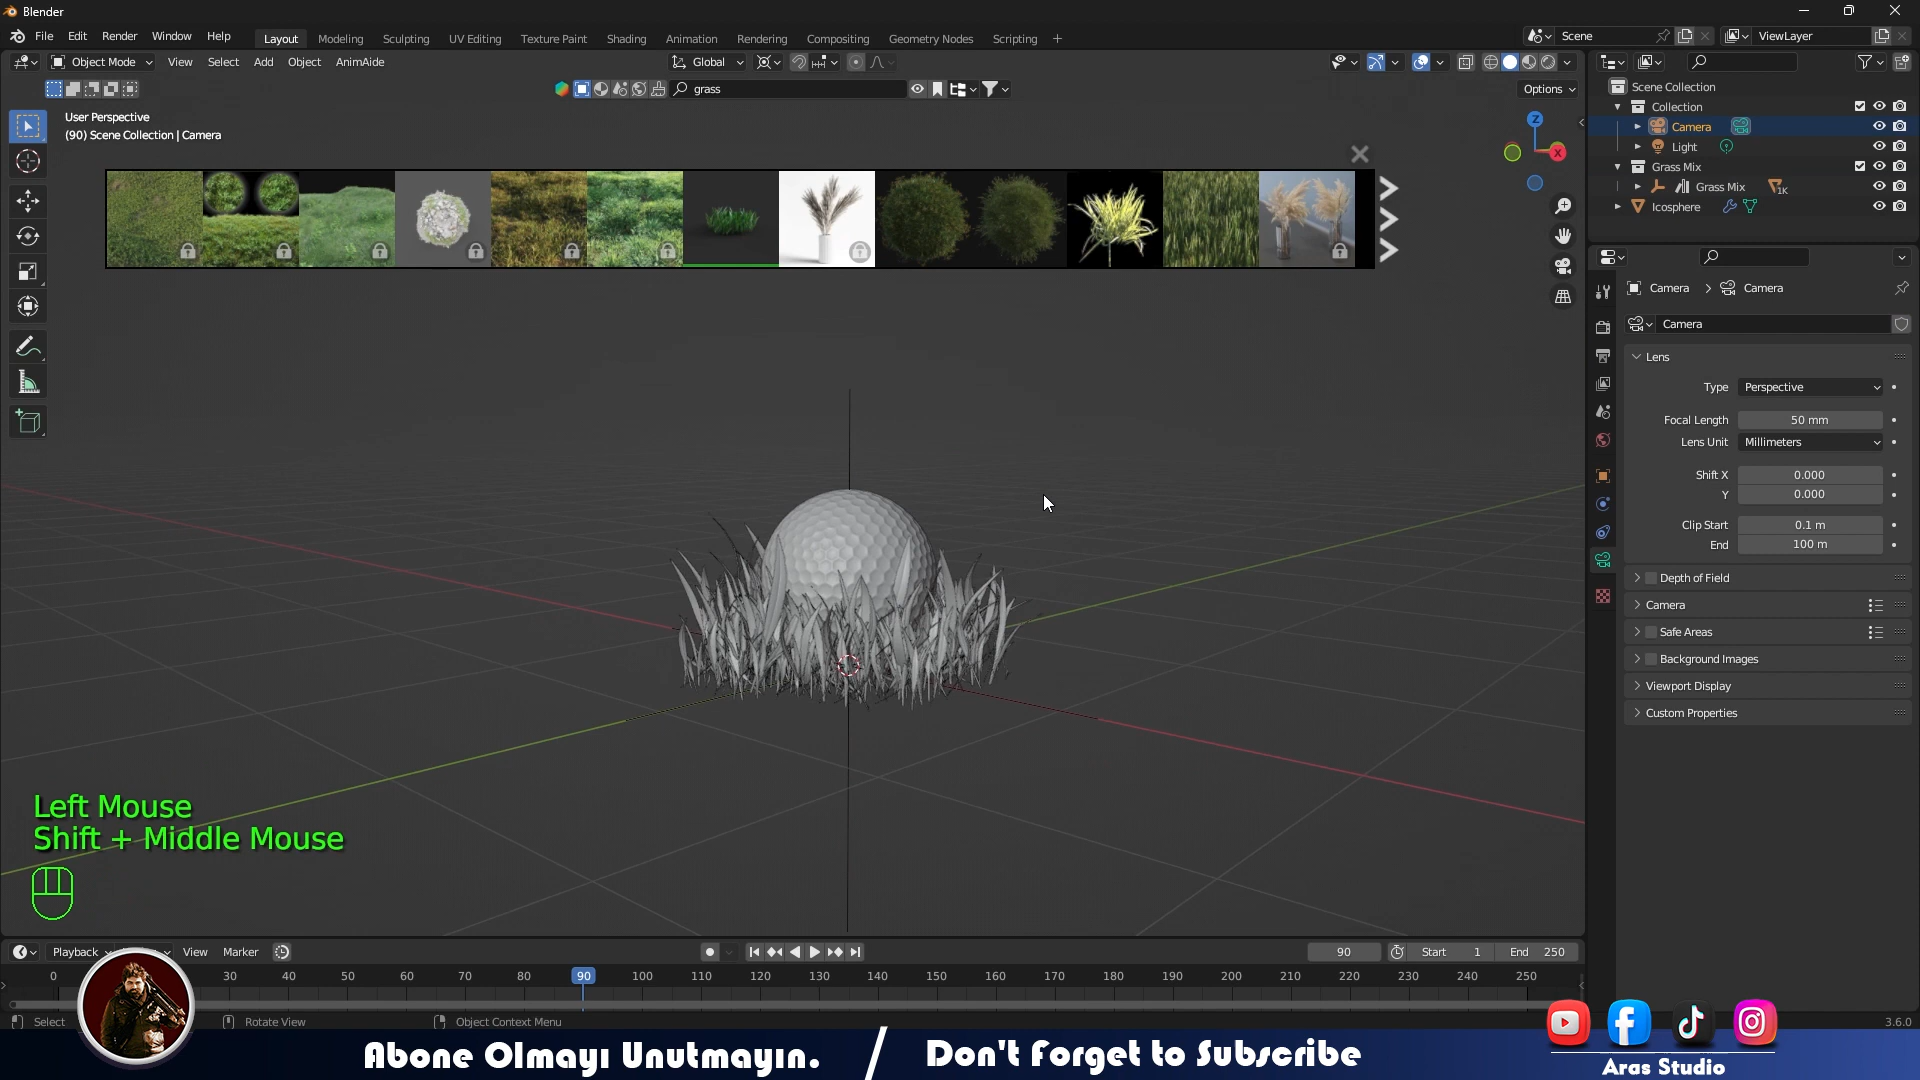 Blender
File Edit Render Window Help
Layout Modeling Sculpting UV Editing Texture Paint Shading Animation Rendering Compositing Geometry Nodes Scripting +
Scene
ViewLayer
Object Mode View Select Add Object AnimAide
Global
grass
Options
User Perspective
(90) Scene Collection | Camera
Z
X
Scene Collection
Collection
Camera
Light
Grass Mix
Grass Mix 1K
Icosphere
Camera > Camera
Camera
Lens
Type Perspective
Focal Length 50 mm
Lens Unit Millimeters
Shift X 0.000
Y 0.000
Clip Start 0.1 m
End 100 m
Depth of Field
Camera
Safe Areas
Background Images
Viewport Display
Custom Properties
Left Mouse
Shift + Middle Mouse
Playback View Marker
90 Start 1 End 250
0 30 40 50 60 70 80 90 100 110 120 130 140 150 160 170 180 190 200 210 220 230 240 250
Select Rotate View Object Context Menu
3.6.0
Abone Olmayı Unutmayın. / Don't Forget to Subscribe
Aras Studio